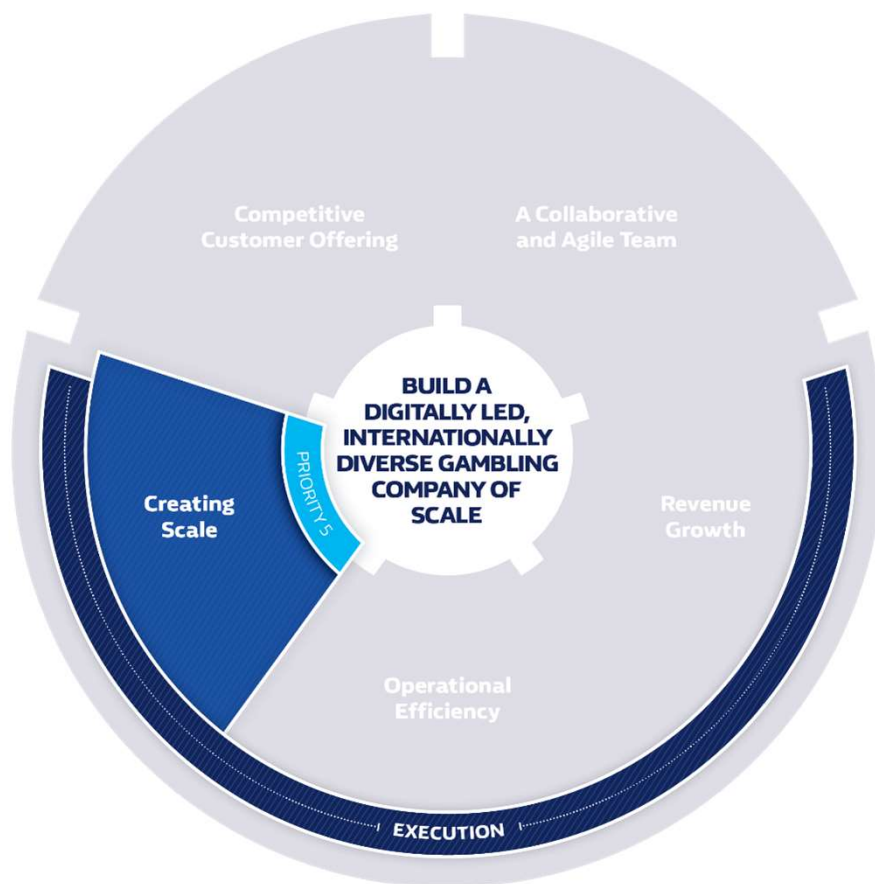 Competitive
Customer Offering
A Collaborative
and Agile Team
BUILD A
DIGITALLY LED,
INTERNATIONALLY
DIVERSE GAMBLING
COMPANY OF
SCALE
PRIORITY 5
Creating
Scale
Revenue
Growth
Operational
Efficiency
EXECUTION